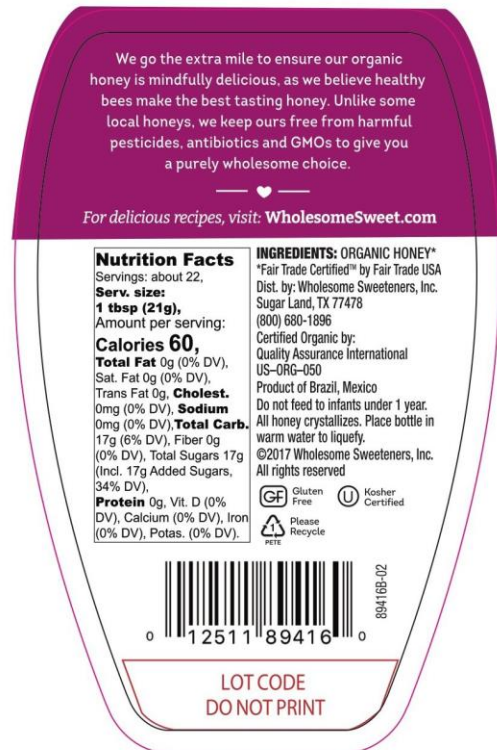 We go the extra mile to ensure our organic
honey is mindfully delicious, as we believe healthy
bees make the best tasting honey. Unlike some
local honeys, we keep ours free from harmful
pesticides, antibiotics and GMOs to give you
a purely wholesome choice.
For delicious recipes, visit: WholesomeSweet.com
Nutrition Facts
Servings: about 22,
Serv. size:
1 tbsp (21g),
Amount per serving:
Calories 60,
Total Fat 0g (0% DV),
Sat. Fat 0g (0% DV),
Trans Fat 0g, Cholest.
0mg (0% DV), Sodium
0mg (0% DV),Total Carb.
17g (6% DV), Fiber 0g
(0% DV), Total Sugars 17g
(Incl. 17g Added Sugars,
34% DV),
Protein 0g, Vit. D (0%
DV), Calcium (0% DV), Iron
(0% DV), Potas. (0% DV).
INGREDIENTS: ORGANIC HONEY*
*Fair Trade Certified™ by Fair Trade USA
Dist. by: Wholesome Sweeteners, Inc.
Sugar Land, TX 77478
(800) 680-1896
Certified Organic by:
Quality Assurance International
US–ORG–050
Product of Brazil, Mexico
Do not feed to infants under 1 year.
All honey crystallizes. Place bottle in
warm water to liquefy.
©2017 Wholesome Sweeteners, Inc.
All rights reserved
GF Gluten
Free
U Kosher
Certified
1 Please
Recycle
PETE
89416B-02
0 12511 89416 0
LOT CODE
DO NOT PRINT